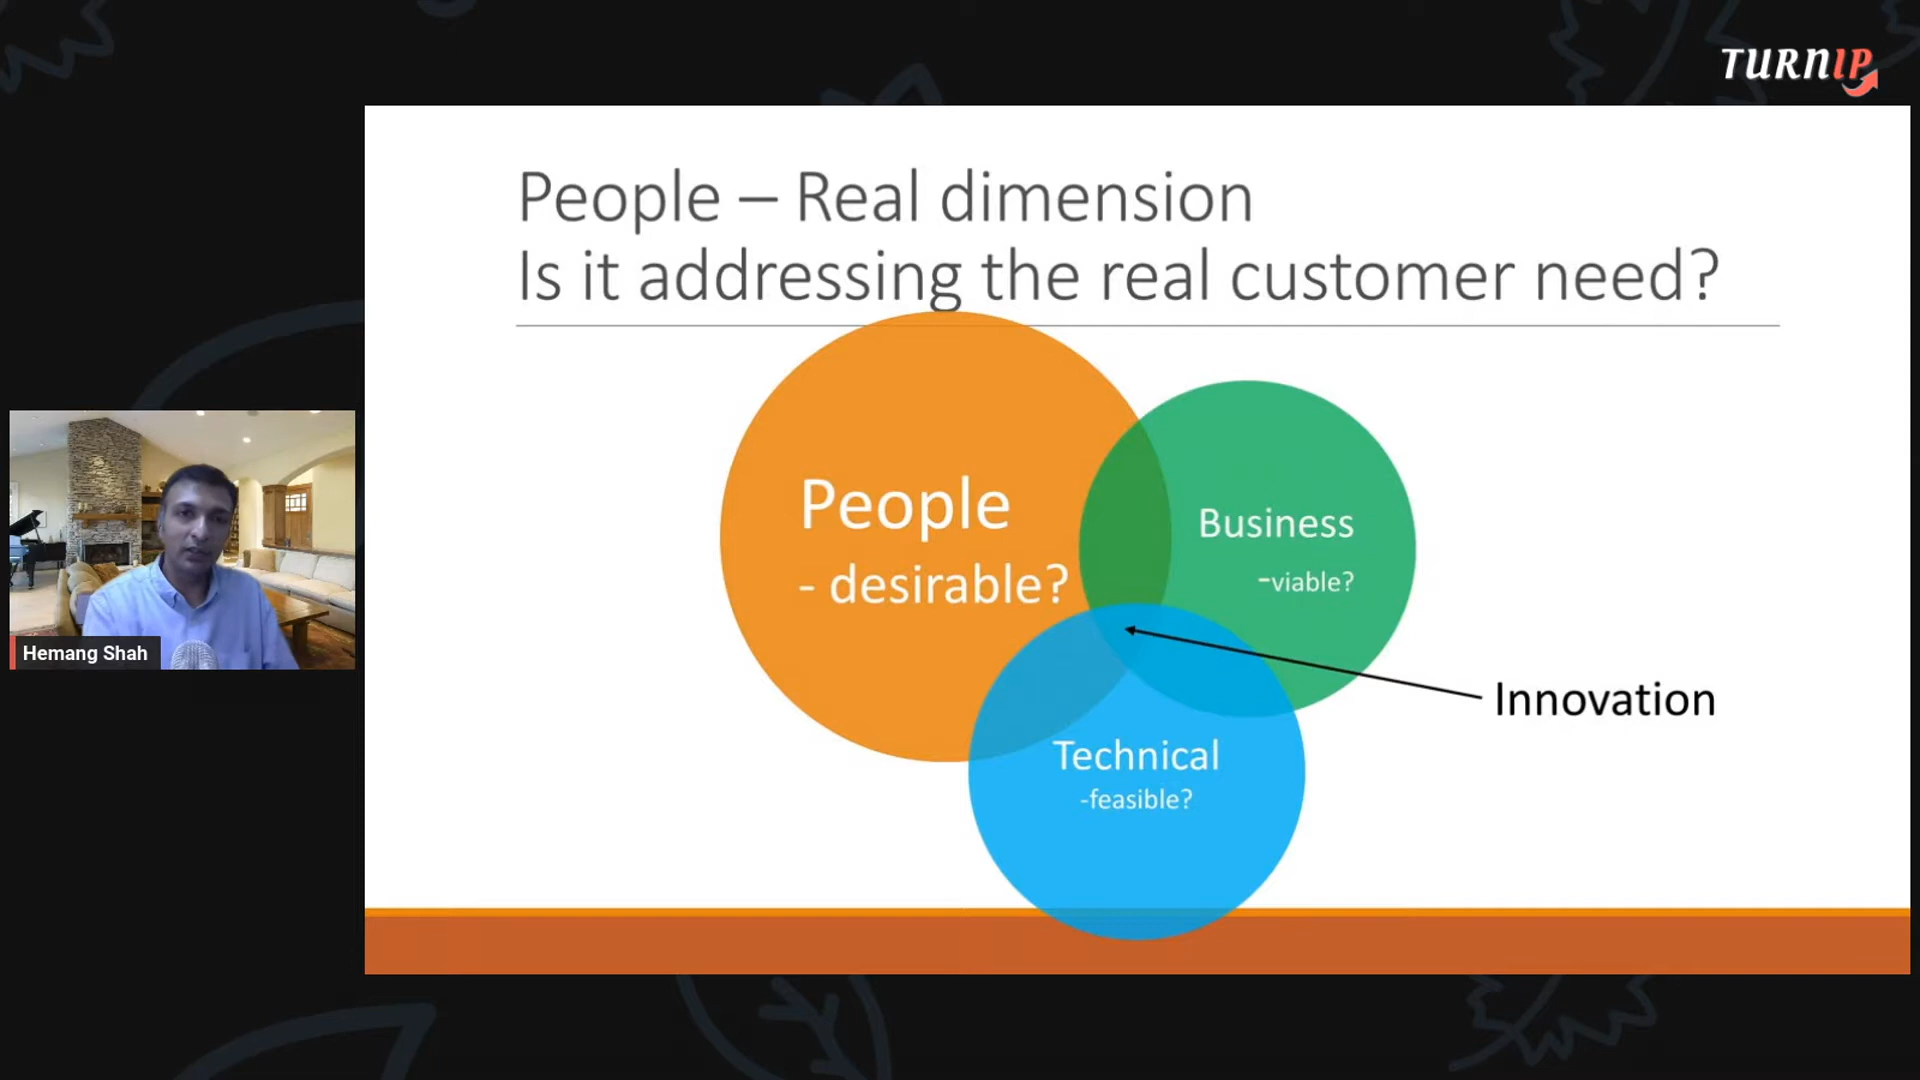 TURNIP
People – Real dimension
Is it addressing the real customer need?
People
- desirable?
Business
-viable?
Innovation
Technical
-feasible?
Hemang Shah